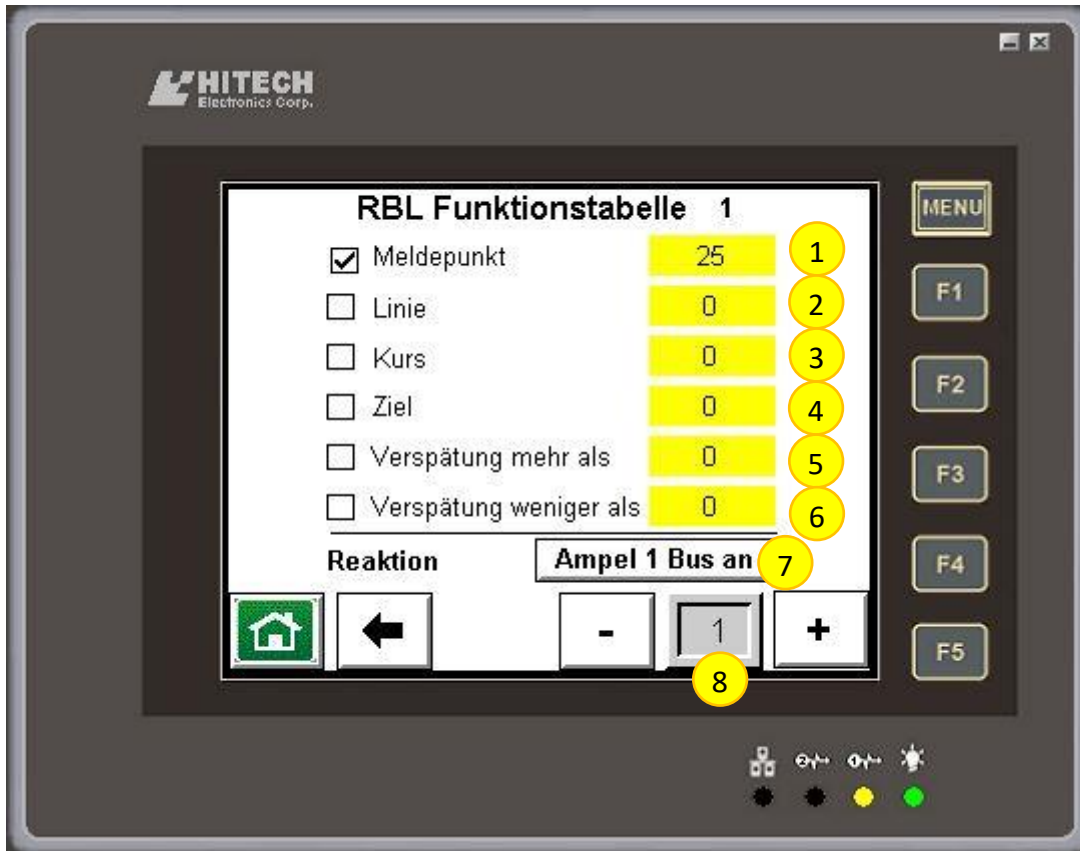 HITECH
Electronics Corp.
RBL Funktionstabelle 1
MENU
Meldepunkt 25 1
F1
Linie 0 2
Kurs 0 3
F2
Ziel 0 4
Verspätung mehr als 0 5
F3
Verspätung weniger als 0 6
Reaktion Ampel 1 Bus an 7
F4
- 1 +
F5
8
2
1